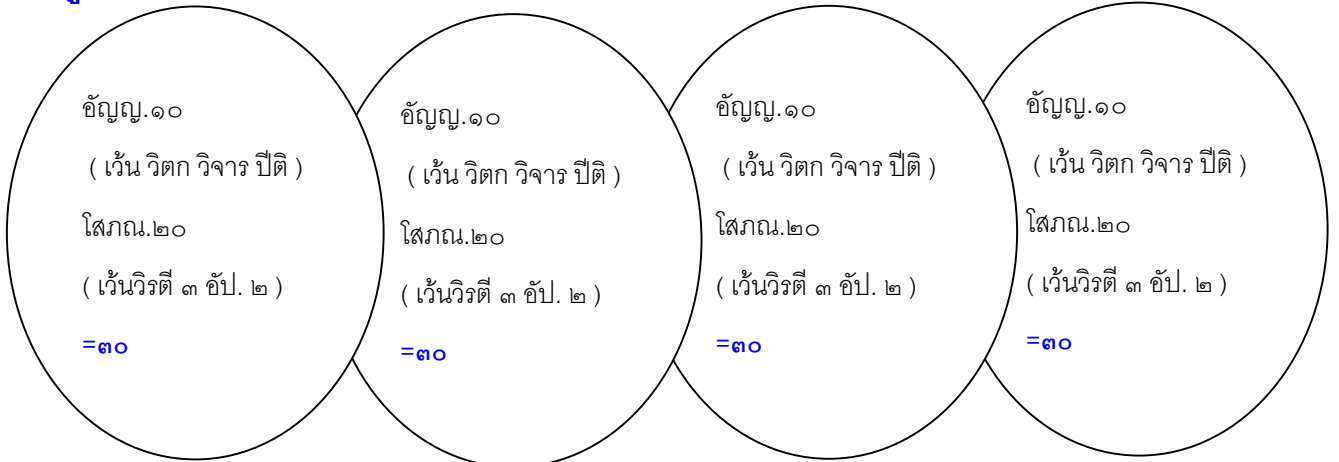 อัญญ.๑๐
( เว้น วิตก วิจาร ปีติ )
โสภณ.๒๐
( เว้นวิรตี ๓ อัป. ๒ )
=๓๐
อัญญ.๑๐
( เว้น วิตก วิจาร ปีติ )
โสภณ.๒๐
( เว้นวิรตี ๓ อัป. ๒ )
=๓๐
อัญญ.๑๐
( เว้น วิตก วิจาร ปีติ )
โสภณ.๒๐
( เว้นวิรตี ๓ อัป. ๒ )
=๓๐
อัญญ.๑๐
( เว้น วิตก วิจาร ปีติ )
โสภณ.๒๐
( เว้นวิรตี ๓ อัป. ๒ )
=๓๐